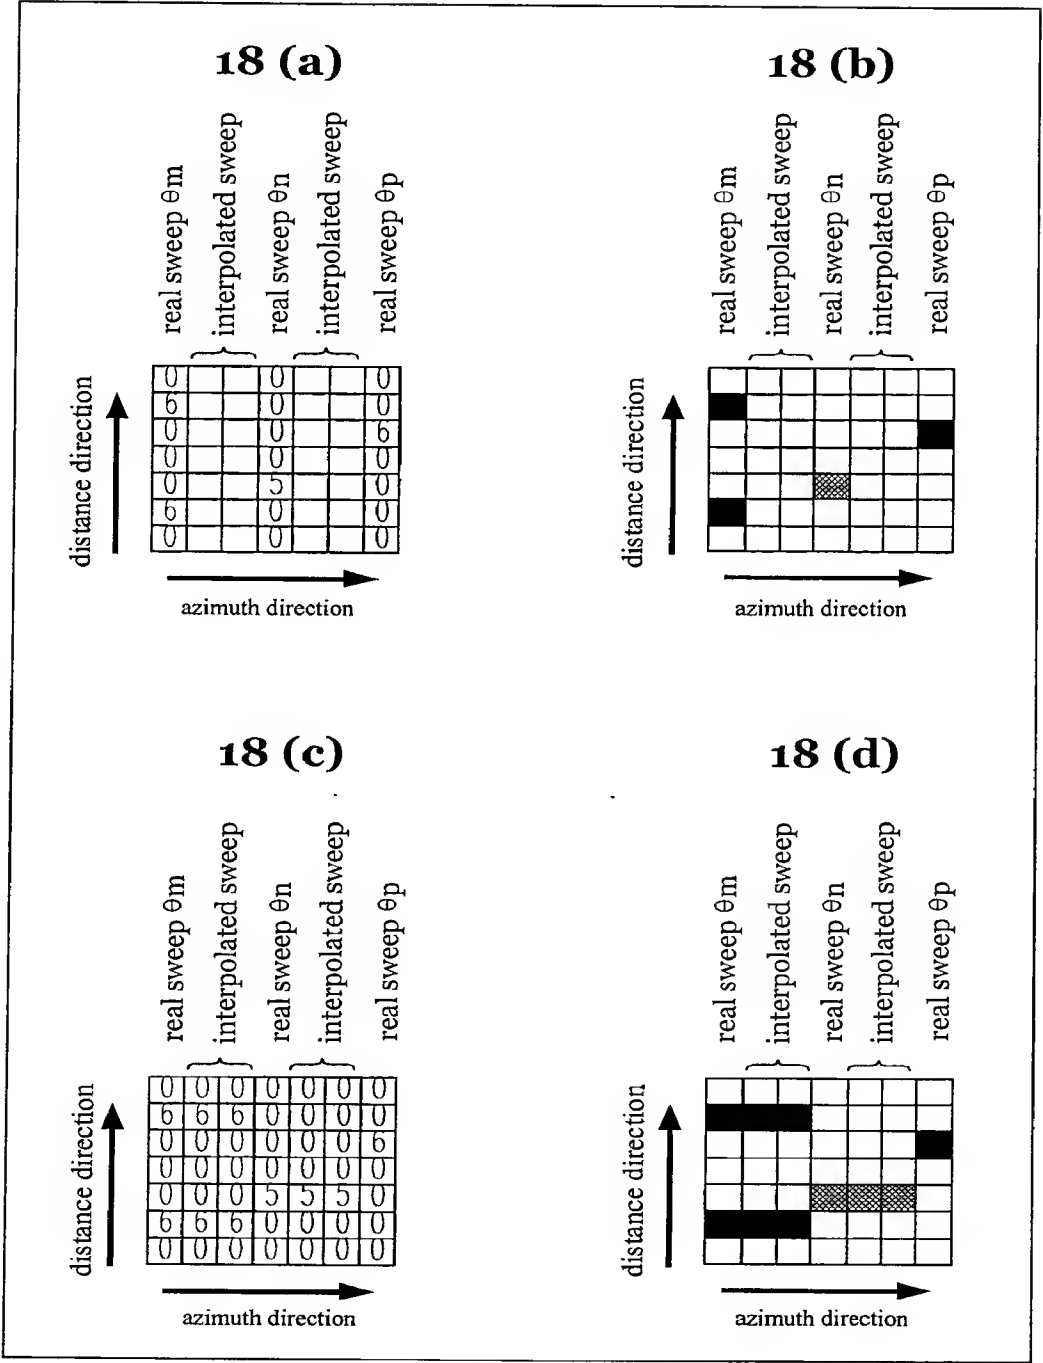 18 (a)
real sweep θm
interpolated sweep
real sweep θn
interpolated sweep
real sweep θp
distance direction
0 0 0
6 0 0
0 0 6
0 0 0
0 5 0
6 0 0
0 0 0
azimuth direction
18 (b)
real sweep θm
interpolated sweep
real sweep θn
interpolated sweep
real sweep θp
distance direction
azimuth direction
18 (c)
real sweep θm
interpolated sweep
real sweep θn
interpolated sweep
real sweep θp
distance direction
0 0 0 0 0 0 0
6 6 6 0 0 0 0
0 0 0 0 0 0 6
0 0 0 0 0 0 0
0 0 0 5 5 5 0
6 6 6 0 0 0 0
0 0 0 0 0 0 0
azimuth direction
18 (d)
real sweep θm
interpolated sweep
real sweep θn
interpolated sweep
real sweep θp
distance direction
azimuth direction